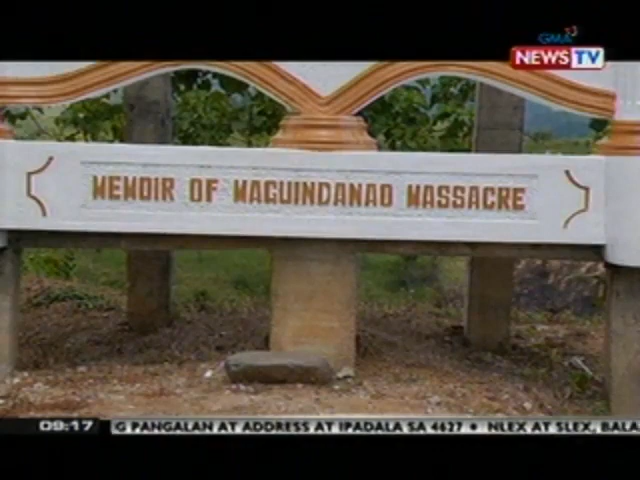 GMA
NEWS TV
MEMOIR OF MAGUINDANAO MASSACRE
09:17 G PANGALAN AT ADDRESS AT IPADALA SA 4627 • NLEX AT SLEX, BALA